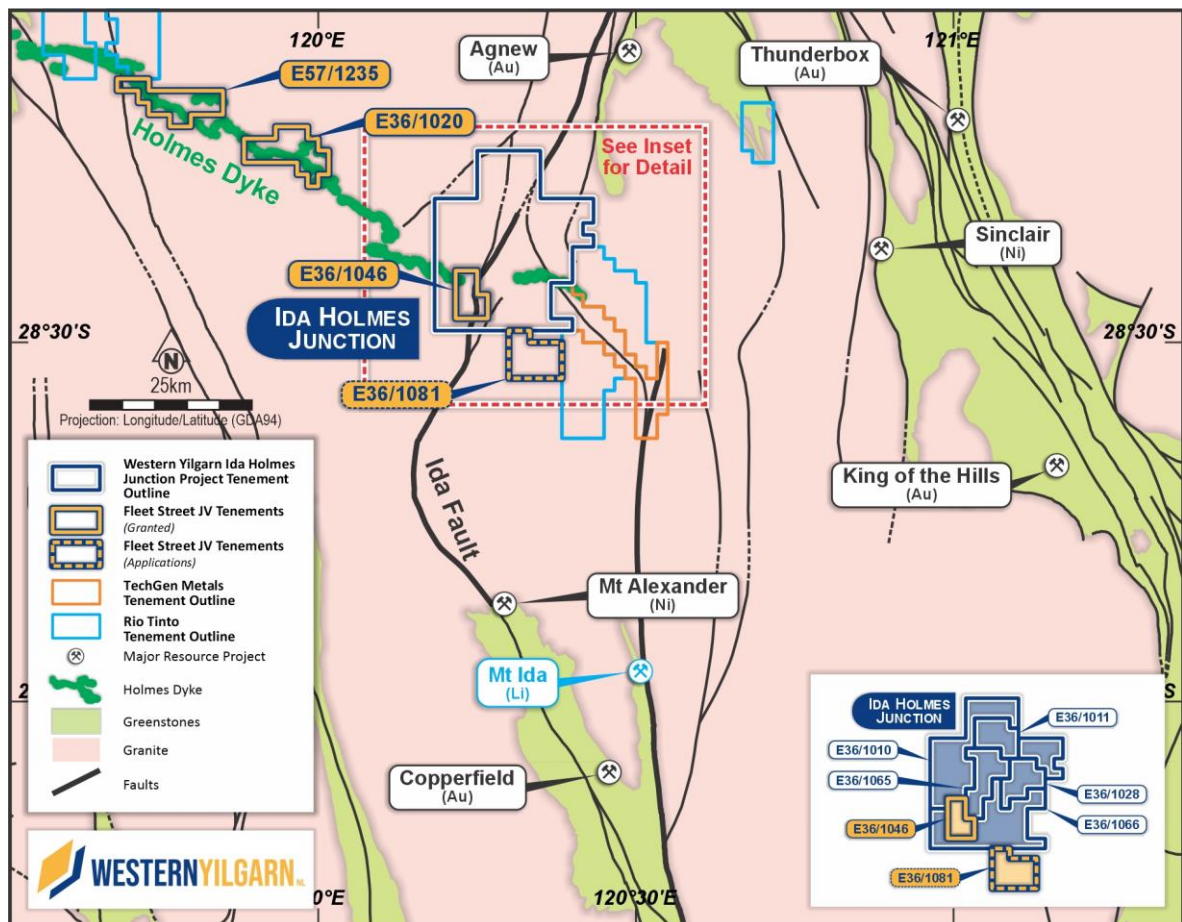 120°E
121°E
Agnew
(Au)
Thunderbox
(Au)
E57/1235
E36/1020
Holmes Dyke
See Inset
for Detail
Sinclair
(Ni)
E36/1046
IDA HOLMES
JUNCTION
28°30'S
28°30'S
N
25km
E36/1081
Projection: Longitude/Latitude (GDA94)
Ida Fault
King of the Hills
(Au)
Western Yilgarn Ida Holmes
Junction Project Tenement
Outline
Fleet Street JV Tenements
(Granted)
Fleet Street JV Tenements
(Applications)
TechGen Metals
Tenement Outline
Rio Tinto
Tenement Outline
Major Resource Project
Holmes Dyke
Greenstones
Granite
Faults
Mt Alexander
(Ni)
Mt Ida
(Li)
Copperfield
(Au)
2
S
IDA HOLMES
JUNCTION
E36/1011
E36/1010
E36/1065
E36/1028
E36/1046
E36/1066
E36/1081
WESTERNYILGARN NL
0°E
120°30'E